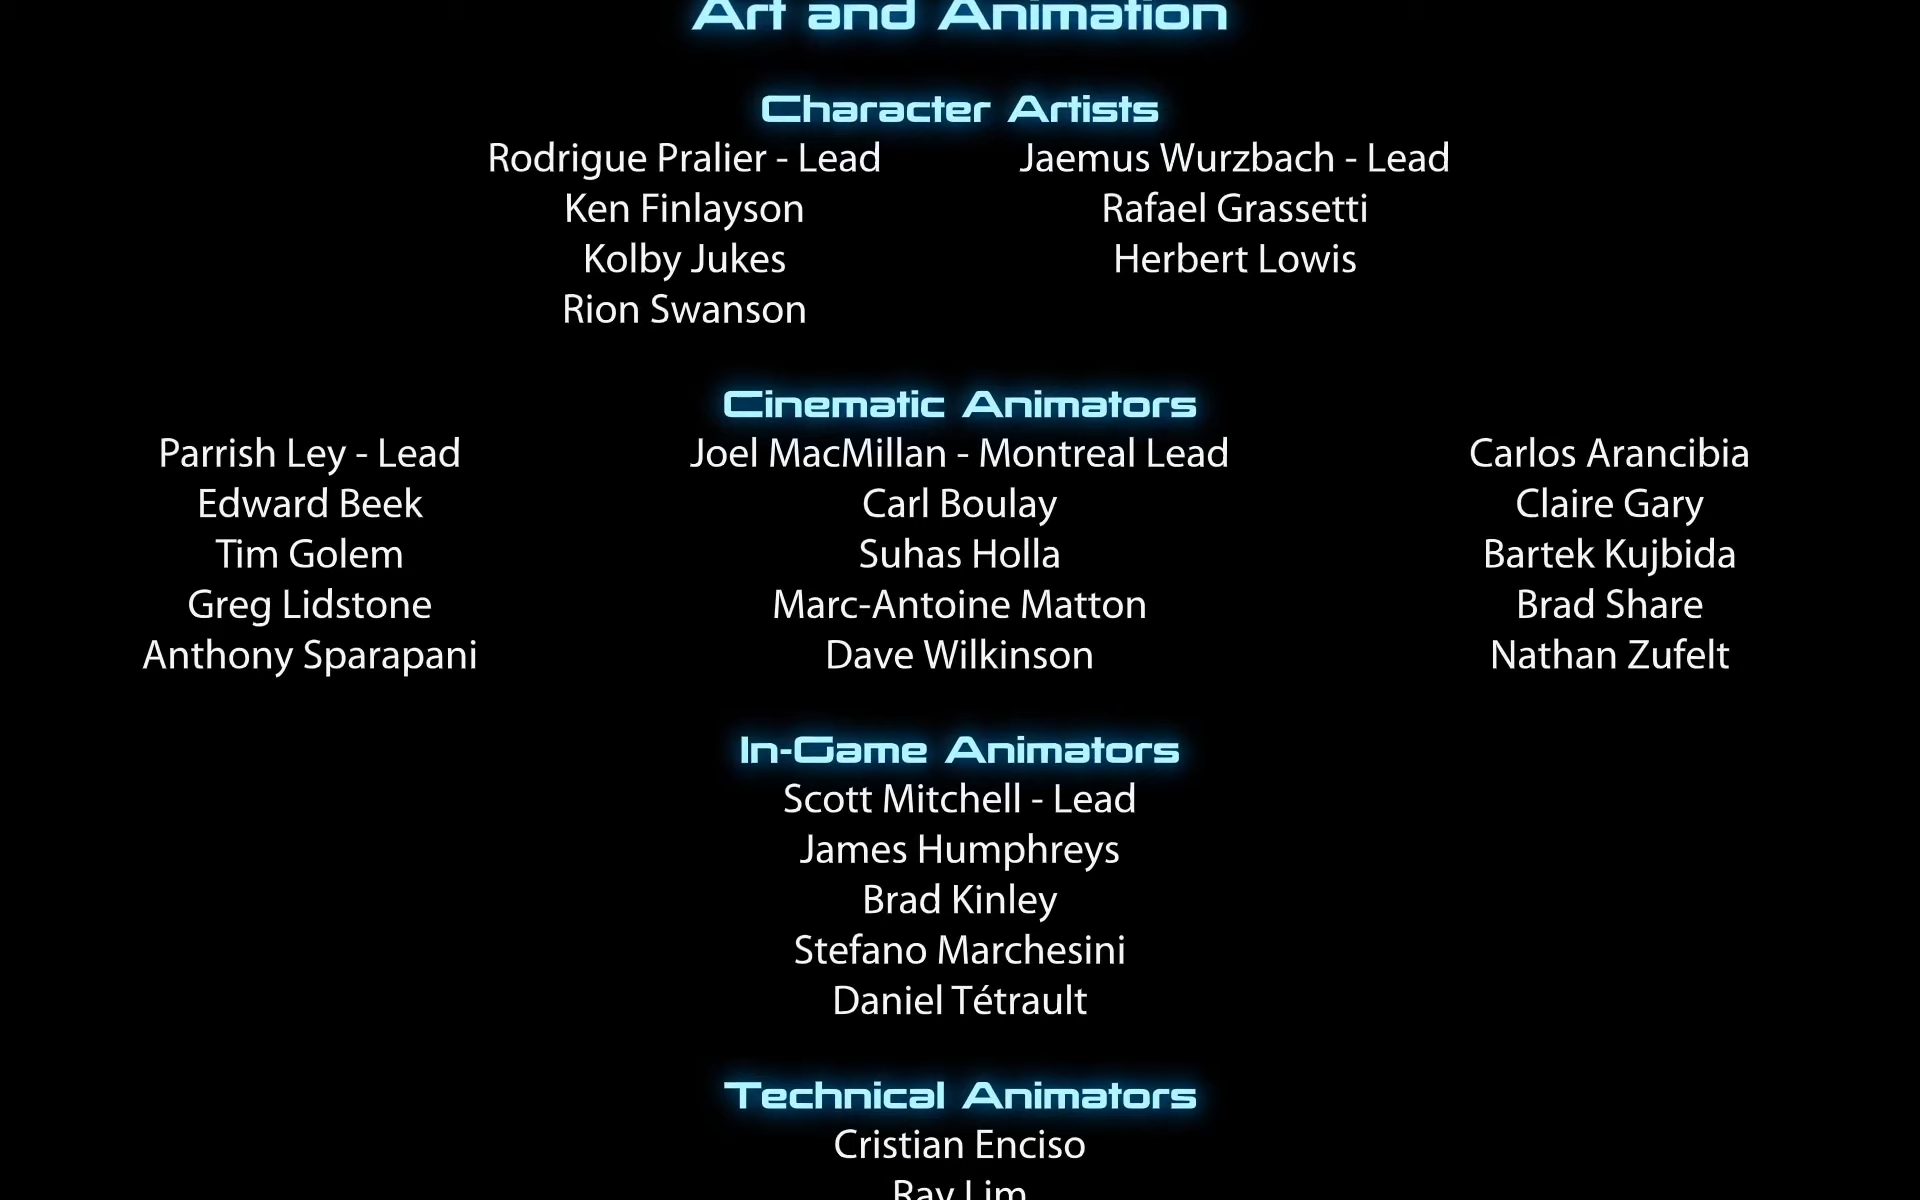 Art and Animation
Character Artists
Rodrigue Pralier - Lead Jaemus Wurzbach - Lead
Ken Finlayson Rafael Grassetti
Kolby Jukes Herbert Lowis
Rion Swanson
Cinematic Animators
Parrish Ley - Lead Joel MacMillan - Montreal Lead Carlos Arancibia
Edward Beek Carl Boulay Claire Gary
Tim Golem Suhas Holla Bartek Kujbida
Greg Lidstone Marc-Antoine Matton Brad Share
Anthony Sparapani Dave Wilkinson Nathan Zufelt
In-Game Animators
Scott Mitchell - Lead
James Humphreys
Brad Kinley
Stefano Marchesini
Daniel Tétrault
Technical Animators
Cristian Enciso
Ray Lim